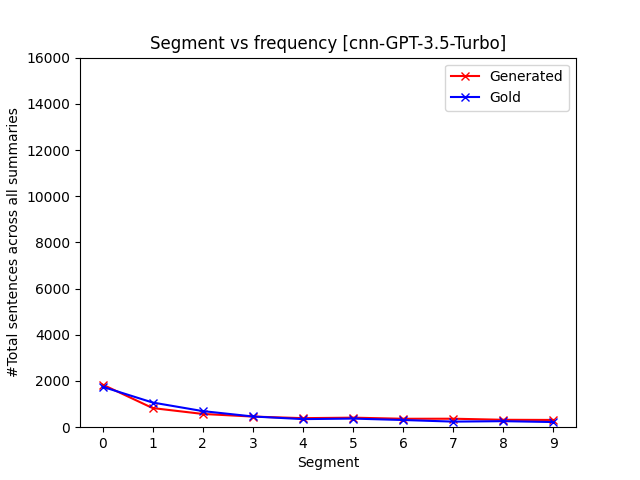 Segment vs frequency [cnn-GPT-3.5-Turbo]
16000
14000
12000
10000
8000
6000
4000
2000
0
#Total sentences across all summaries
Generated
Gold
0 1 2 3 4 5 6 7 8 9
Segment